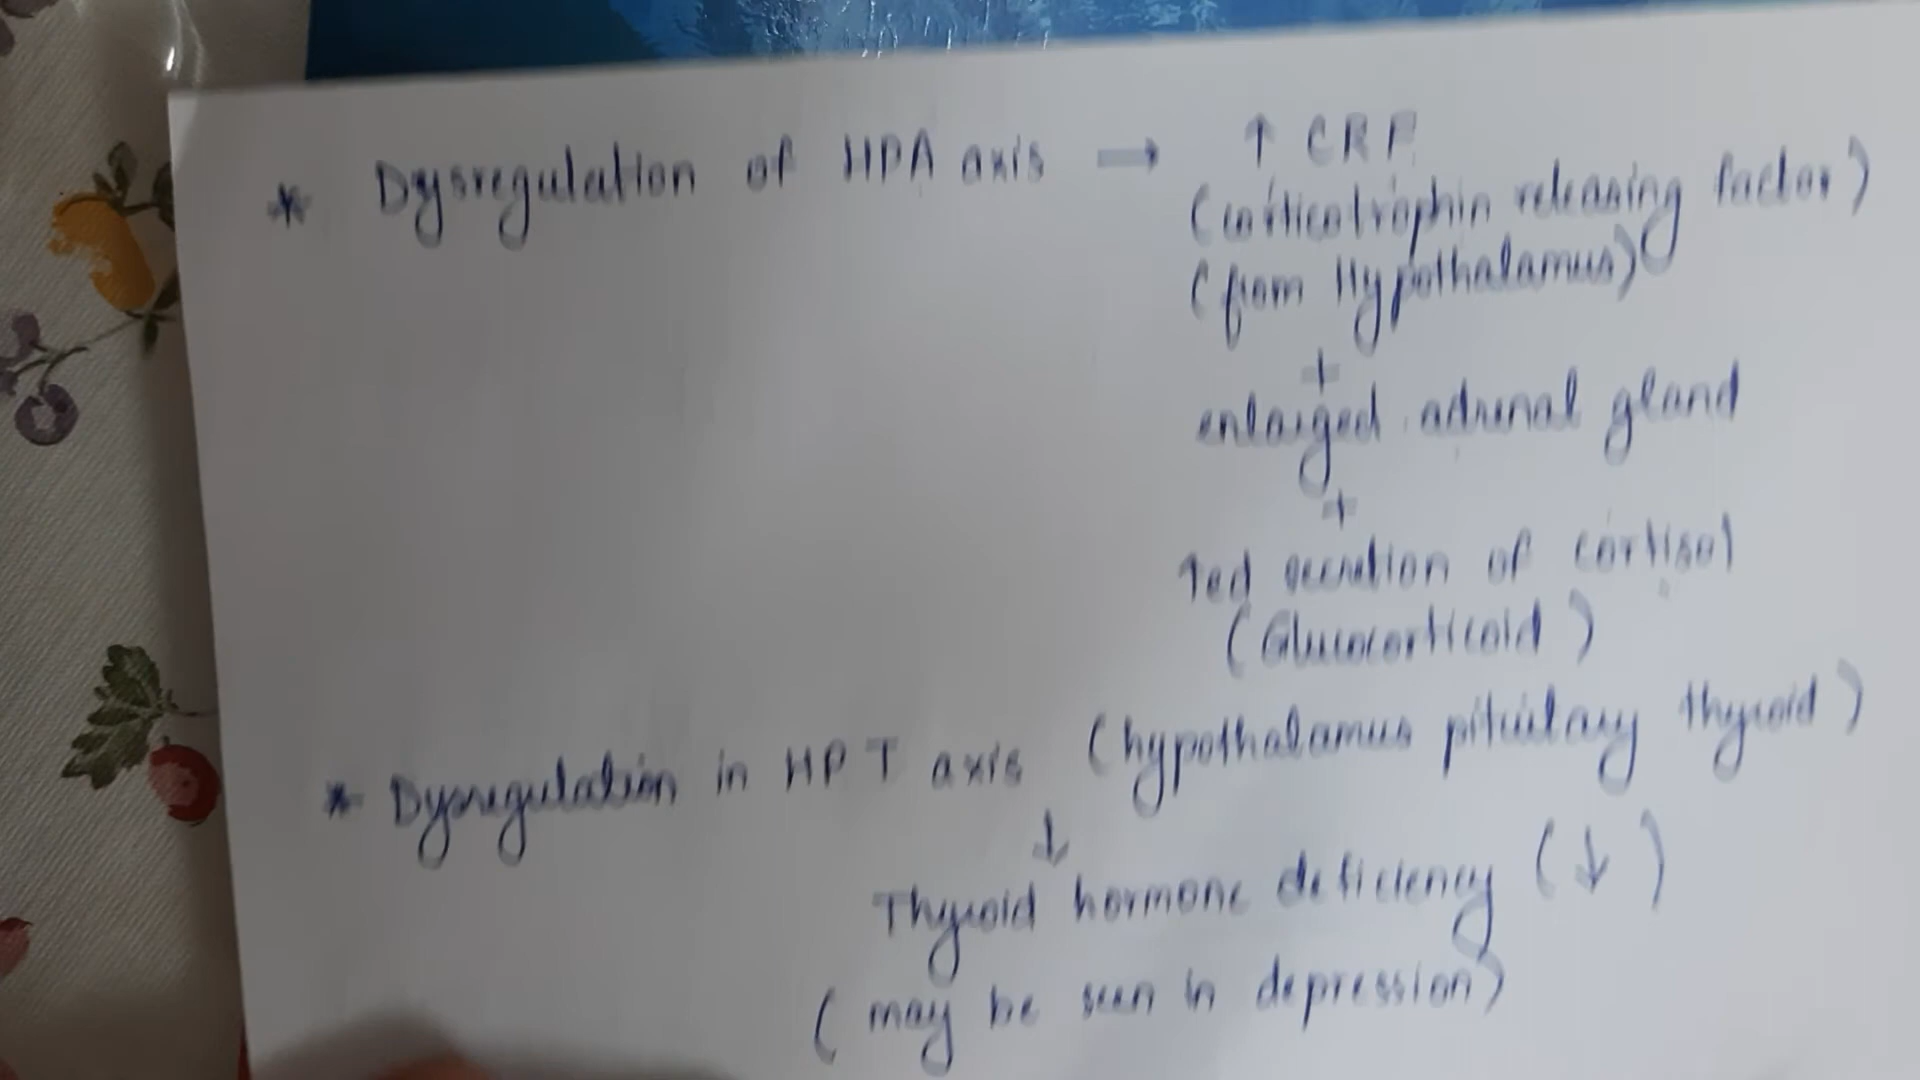 * Dysregulation of HPA axis → ↑ CRF
(corticotrophin releasing factor)
(from Hypothalamus)
+
enlarged adrenal gland
+
↑ed secretion of cortisol
(Glucocorticoid)
* Dysregulation in HPT axis (hypothalamus pituitary thyroid)
↓
Thyroid hormone deficiency (↓)
(may be seen in depression)